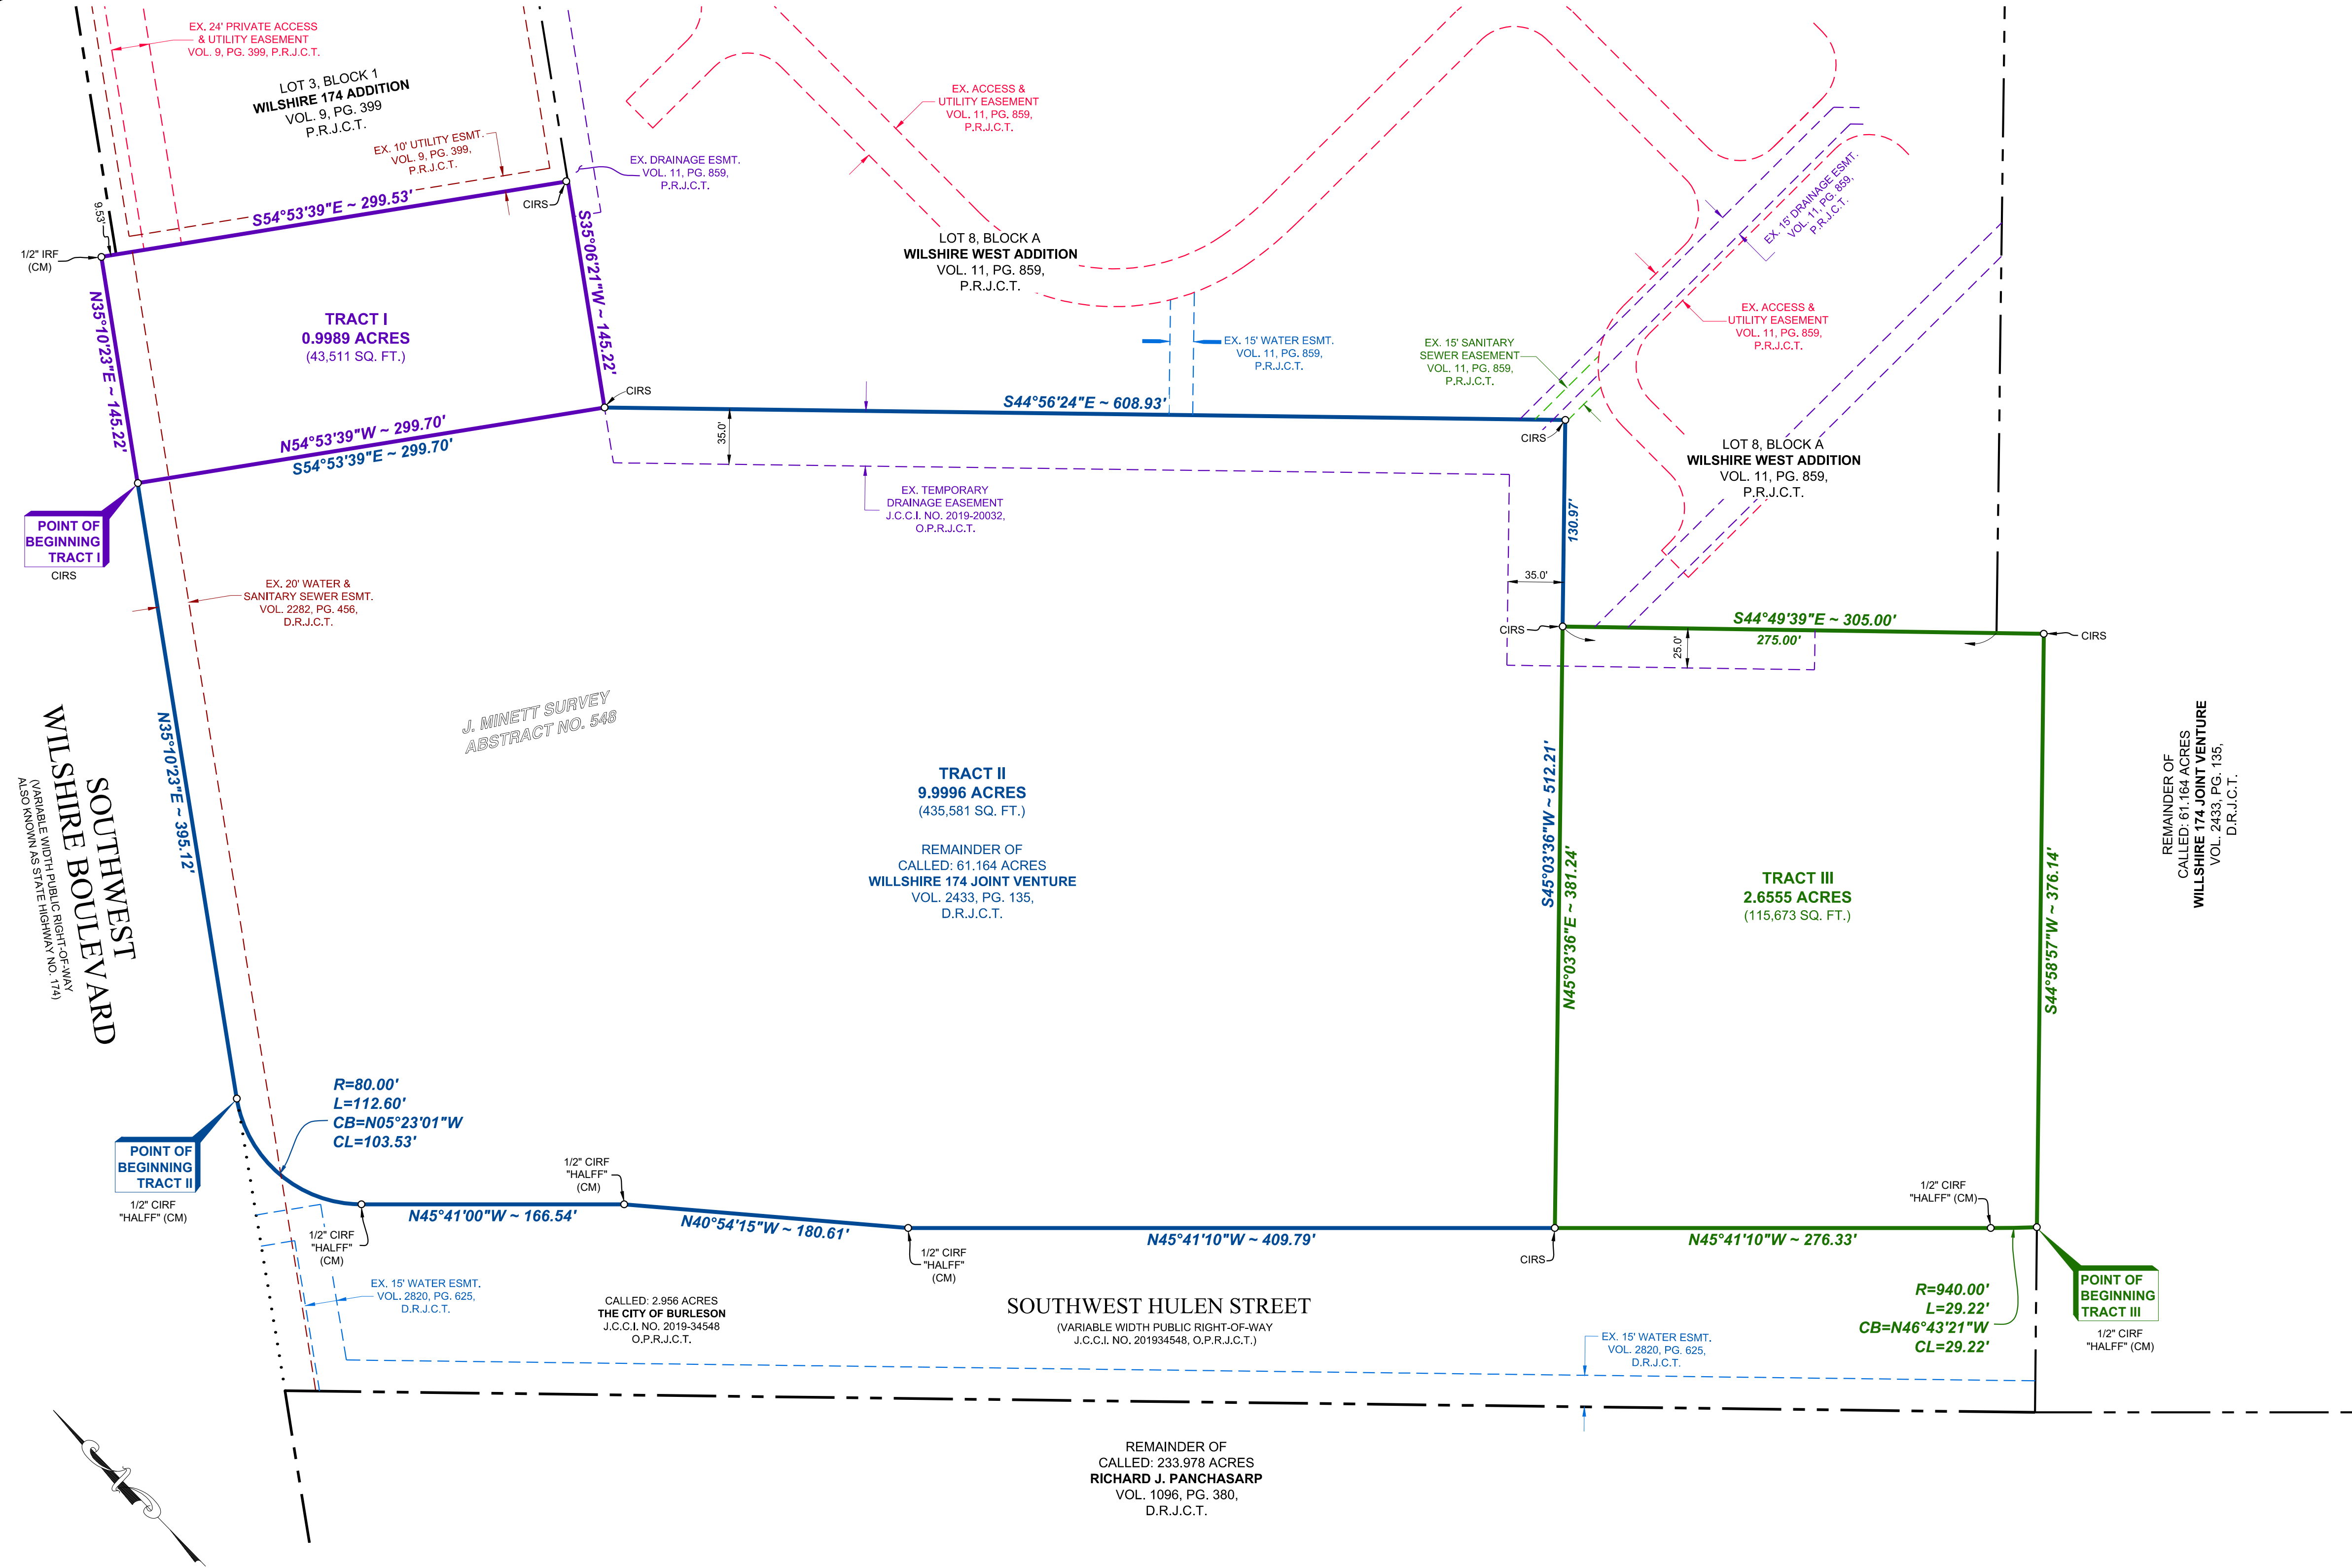 EX. 24' PRIVATE ACCESS
& UTILITY EASEMENT
VOL. 9, PG. 399, P.R.J.C.T.
LOT 3, BLOCK 1
WILSHIRE 174 ADDITION
VOL. 9, PG. 399
P.R.J.C.T.
EX. 10' UTILITY ESMT.
VOL. 9, PG. 399,
P.R.J.C.T.
EX. DRAINAGE ESMT.
VOL. 11, PG. 859,
P.R.J.C.T.
EX. ACCESS &
UTILITY EASEMENT
VOL. 11, PG. 859,
P.R.J.C.T.
EX. 15' DRAINAGE ESMT.
VOL. 11, PG. 859,
P.R.J.C.T.
9.53'
S54°53'39"E ~ 299.53'
CIRS
1/2" IRF
(CM)
N35°10'23"E ~ 145.22'
S35°06'21"W ~ 145.22'
TRACT I
0.9989 ACRES
(43,511 SQ. FT.)
LOT 8, BLOCK A
WILSHIRE WEST ADDITION
VOL. 11, PG. 859,
P.R.J.C.T.
EX. 15' WATER ESMT.
VOL. 11, PG. 859,
P.R.J.C.T.
EX. 15' SANITARY
SEWER EASEMENT
VOL. 11, PG. 859,
P.R.J.C.T.
EX. ACCESS &
UTILITY EASEMENT
VOL. 11, PG. 859,
P.R.J.C.T.
CIRS
N54°53'39"W ~ 299.70'
S54°53'39"E ~ 299.70'
35.0'
S44°56'24"E ~ 608.93'
CIRS
LOT 8, BLOCK A
WILSHIRE WEST ADDITION
VOL. 11, PG. 859,
P.R.J.C.T.
POINT OF
BEGINNING
TRACT I
CIRS
EX. TEMPORARY
DRAINAGE EASEMENT
J.C.C.I. NO. 2019-20032,
O.P.R.J.C.T.
130.97'
35.0'
EX. 20' WATER &
SANITARY SEWER ESMT.
VOL. 2282, PG. 456,
D.R.J.C.T.
CIRS
S44°49'39"E ~ 305.00'
275.00'
25.0'
CIRS
J. MINETT SURVEY
ABSTRACT NO. 548
SOUTHWEST
WILSHIRE BOULEVARD
(VARIABLE WIDTH PUBLIC RIGHT-OF-WAY
ALSO KNOWN AS STATE HIGHWAY NO. 174)
N35°10'23"E ~ 395.12'
TRACT II
9.9996 ACRES
(435,581 SQ. FT.)
REMAINDER OF
CALLED: 61.164 ACRES
WILLSHIRE 174 JOINT VENTURE
VOL. 2433, PG. 135,
D.R.J.C.T.
S45°03'36"W ~ 512.21'
N45°03'36"E ~ 381.24'
TRACT III
2.6555 ACRES
(115,673 SQ. FT.)
S44°58'57"W ~ 376.14'
REMAINDER OF
CALLED: 61.164 ACRES
WILLSHIRE 174 JOINT VENTURE
VOL. 2433, PG. 135,
D.R.J.C.T.
R=80.00'
L=112.60'
CB=N05°23'01"W
CL=103.53'
POINT OF
BEGINNING
TRACT II
1/2" CIRF
"HALFF" (CM)
1/2" CIRF
"HALFF"
(CM)
N45°41'00"W ~ 166.54'
1/2" CIRF
"HALFF"
(CM)
N40°54'15"W ~ 180.61'
1/2" CIRF
"HALFF"
(CM)
N45°41'10"W ~ 409.79'
CIRS
N45°41'10"W ~ 276.33'
1/2" CIRF
"HALFF" (CM)
R=940.00'
L=29.22'
CB=N46°43'21"W
CL=29.22'
POINT OF
BEGINNING
TRACT III
1/2" CIRF
"HALFF" (CM)
EX. 15' WATER ESMT.
VOL. 2820, PG. 625,
D.R.J.C.T.
CALLED: 2.956 ACRES
THE CITY OF BURLESON
J.C.C.I. NO. 2019-34548
O.P.R.J.C.T.
SOUTHWEST HULEN STREET
(VARIABLE WIDTH PUBLIC RIGHT-OF-WAY
J.C.C.I. NO. 201934548, O.P.R.J.C.T.)
EX. 15' WATER ESMT.
VOL. 2820, PG. 625,
D.R.J.C.T.
REMAINDER OF
CALLED: 233.978 ACRES
RICHARD J. PANCHASARP
VOL. 1096, PG. 380,
D.R.J.C.T.